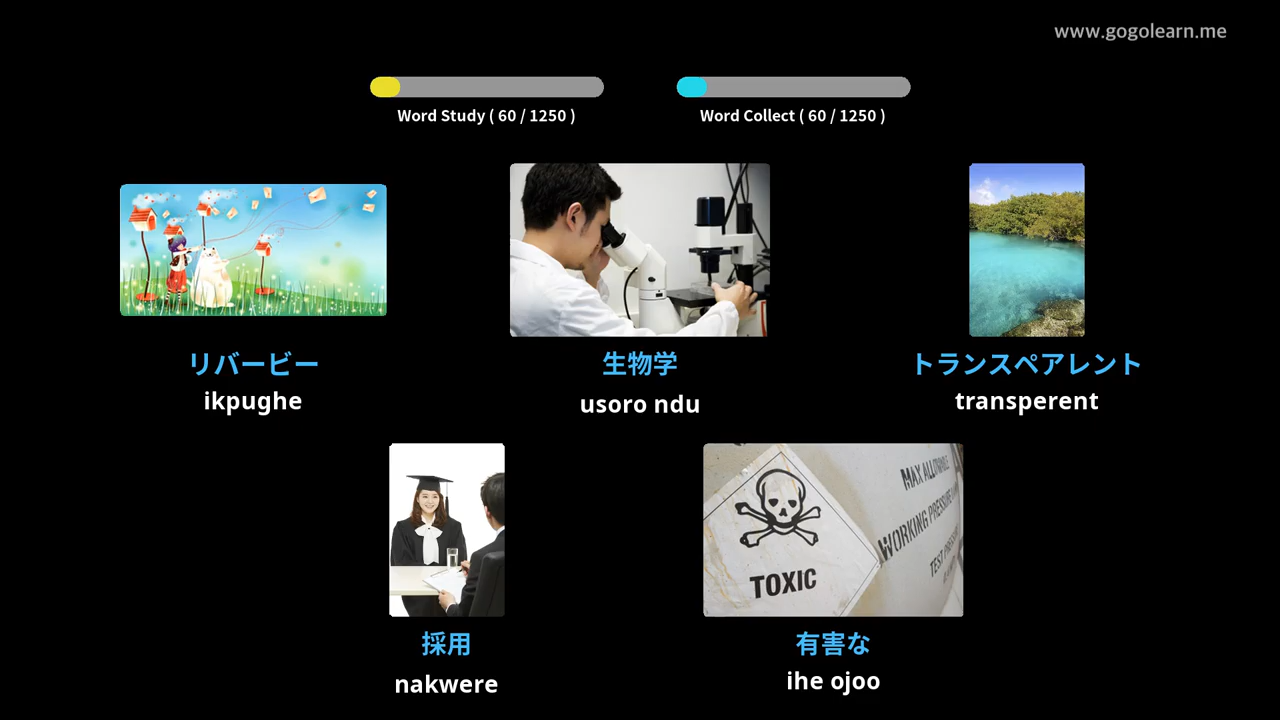 www.gogolearn.me
Word Study ( 60 / 1250 )
Word Collect ( 60 / 1250 )
リバービー
ikpughe
生物学
usoro ndu
トランスペアレント
transperent
MAX ALLOWABLE
WORKING PRESSURE
TEST PRESSURE
TOXIC
採用
nakwere
有害な
ihe ojoo